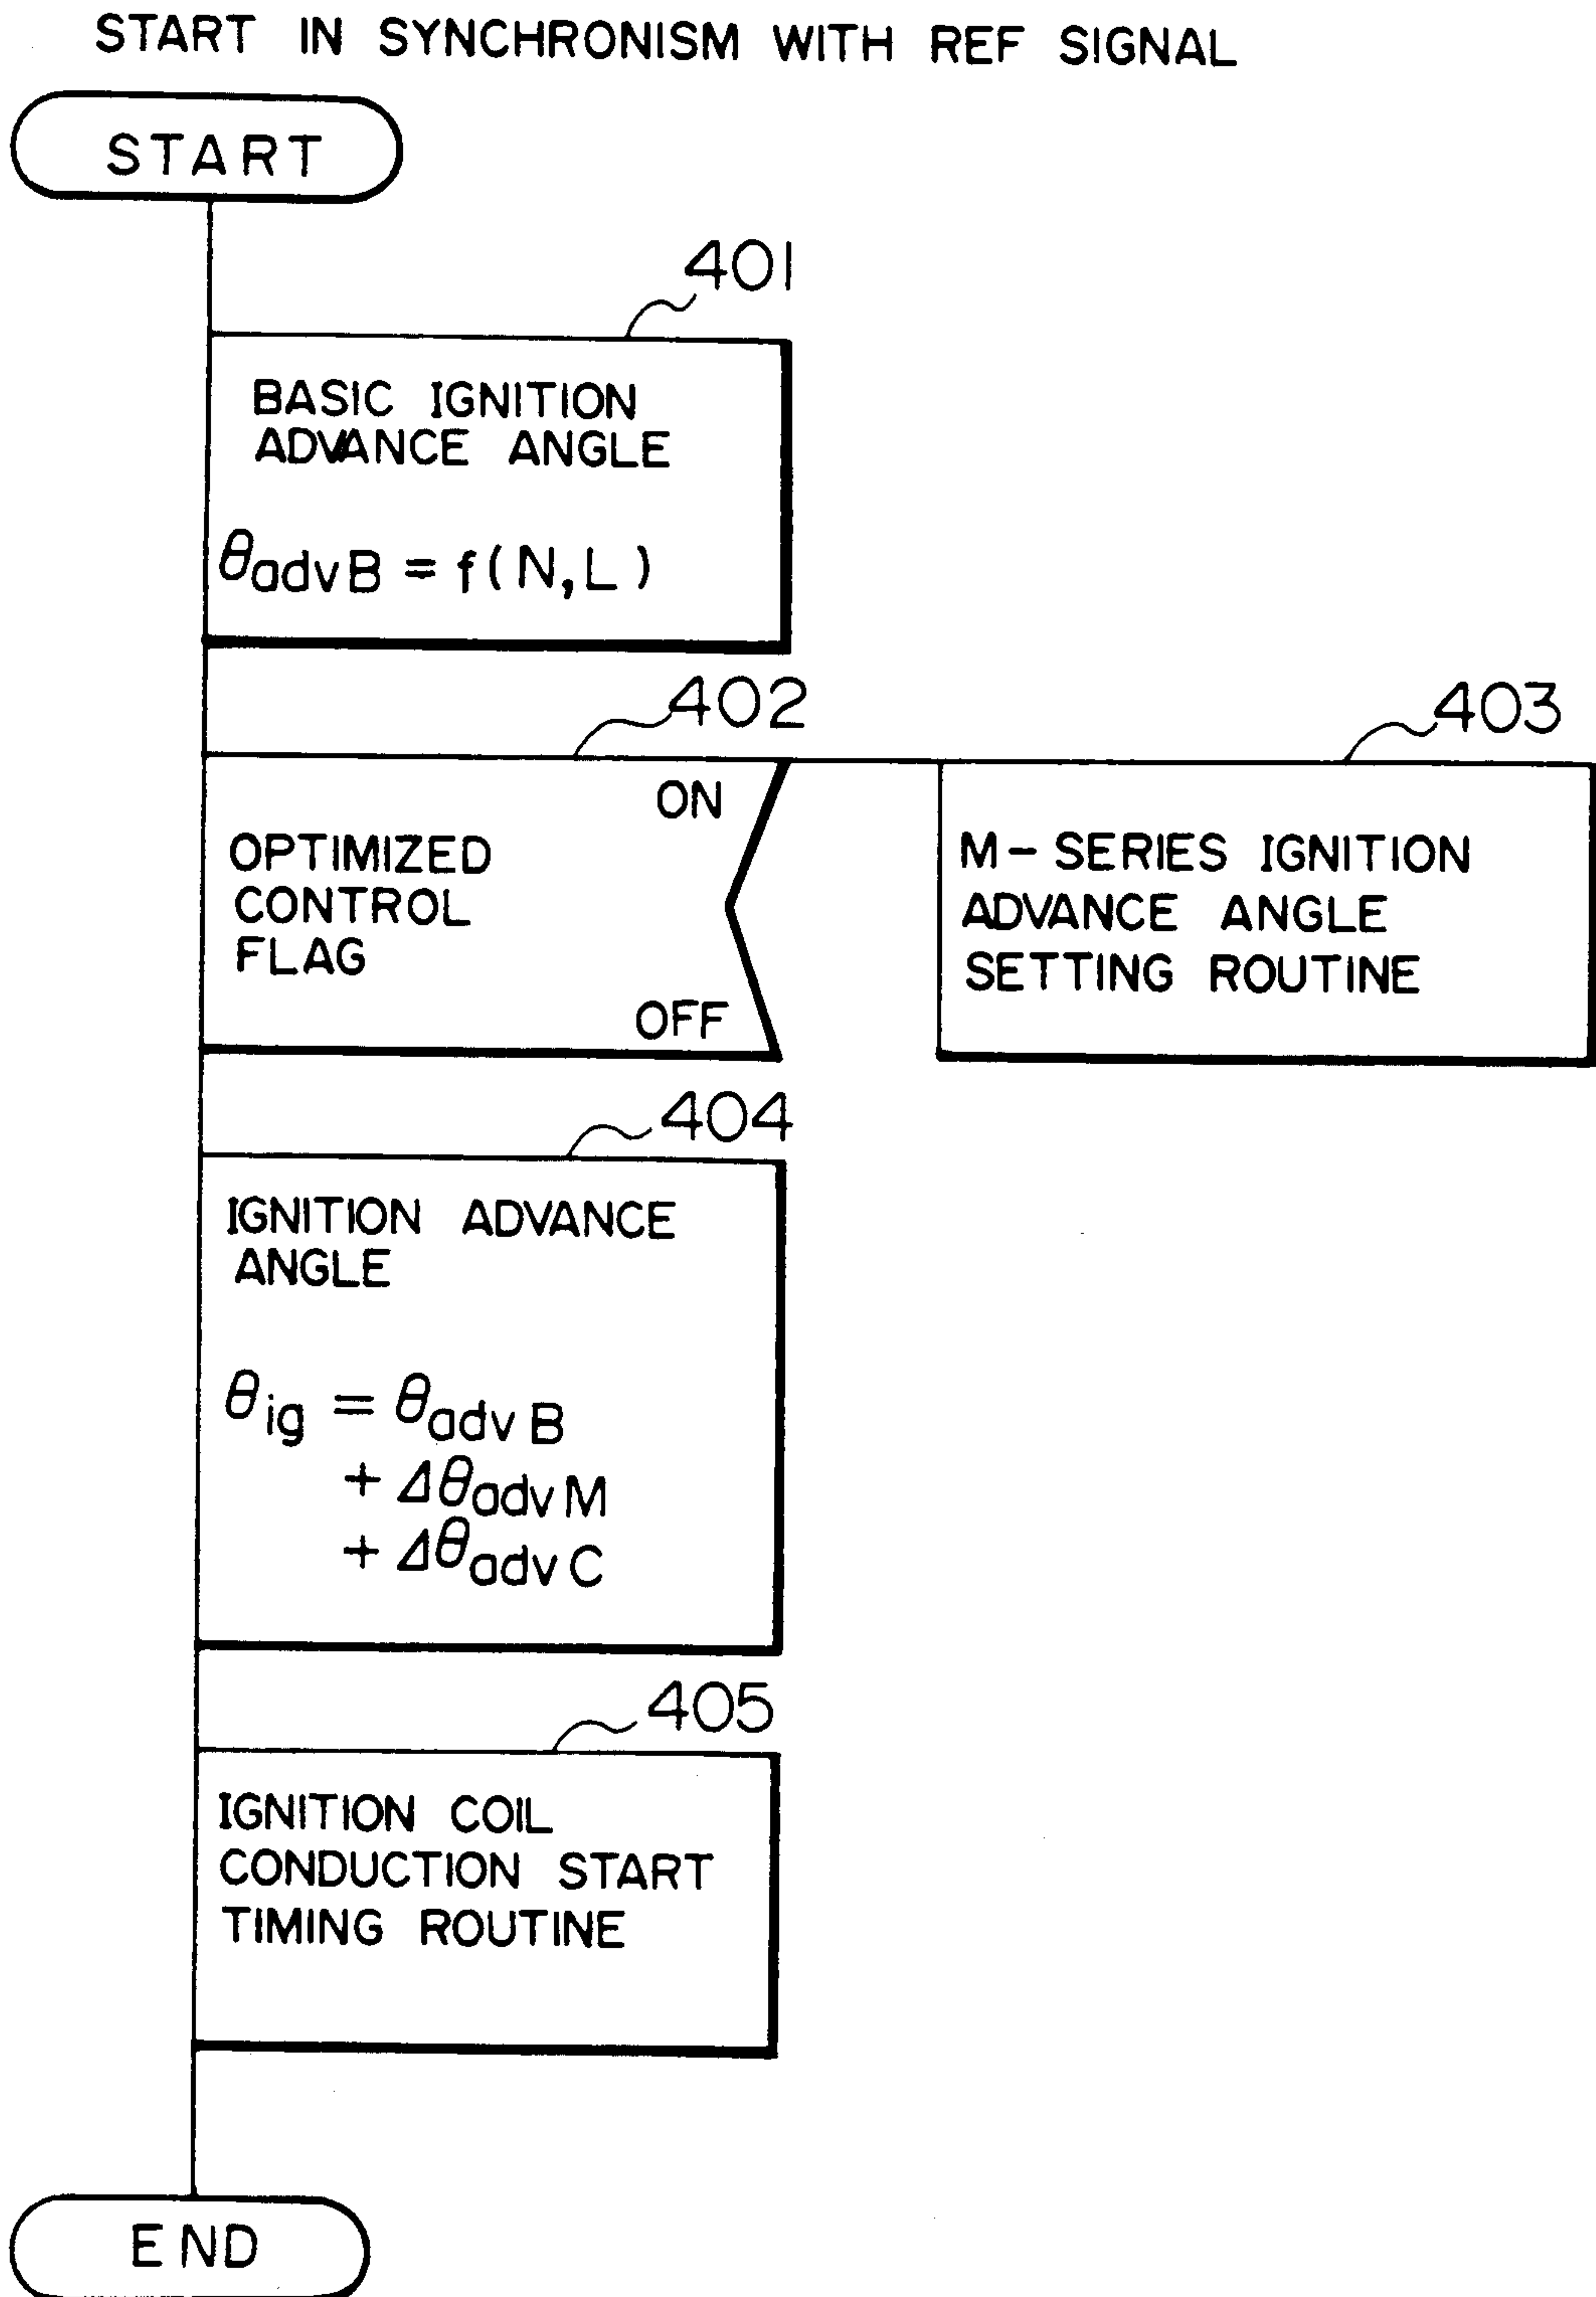 START IN SYNCHRONISM WITH REF SIGNAL
START
401
BASIC IGNITION
ADVANCE ANGLE
θadvB = f(N,L)
402
403
ON
OPTIMIZED
CONTROL
FLAG
OFF
M-SERIES IGNITION
ADVANCE ANGLE
SETTING ROUTINE
404
IGNITION ADVANCE
ANGLE
θig = θadvB
+ ΔθadvM
+ ΔθadvC
405
IGNITION COIL
CONDUCTION START
TIMING ROUTINE
END